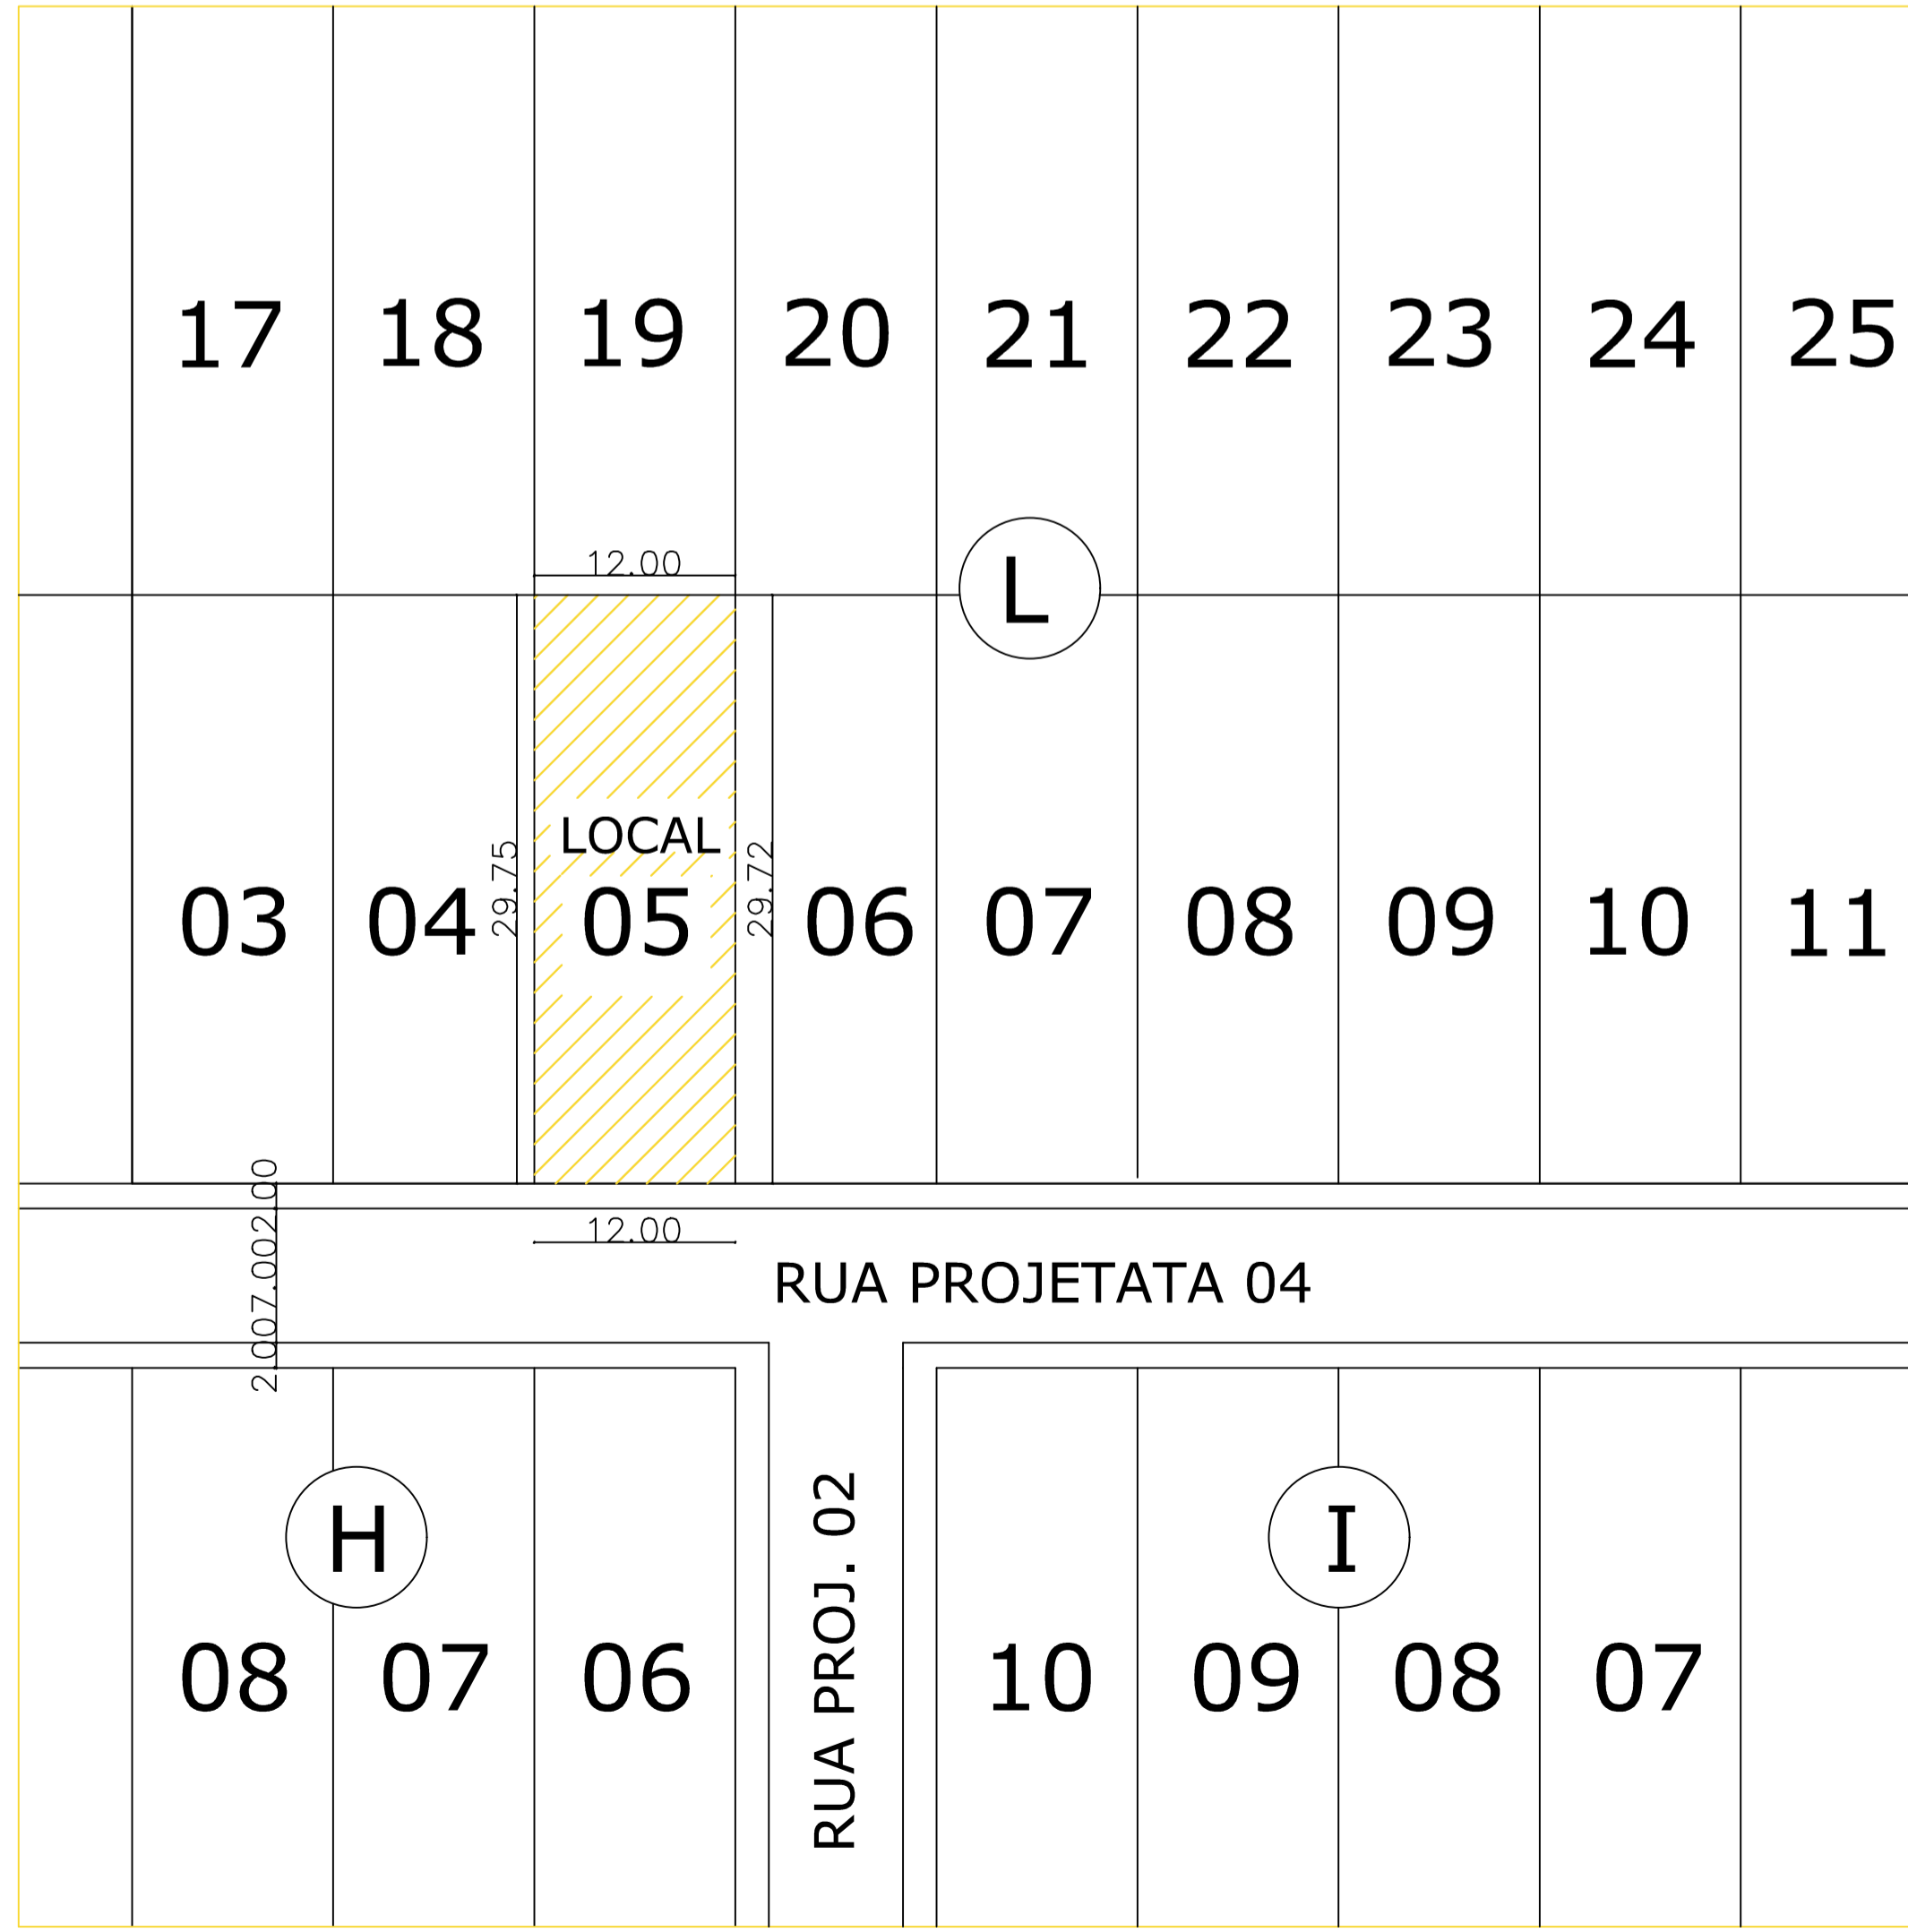 17 18 19 20 21 22 23 24 25
12.00
L
LOCAL
29.75
29.72
03 04 05 06 07 08 09 10 11
2.00
7.00
2.00
12.00
RUA PROJETATA 04
H
I
RUA PROJ. 02
08 07 06 10 09 08 07